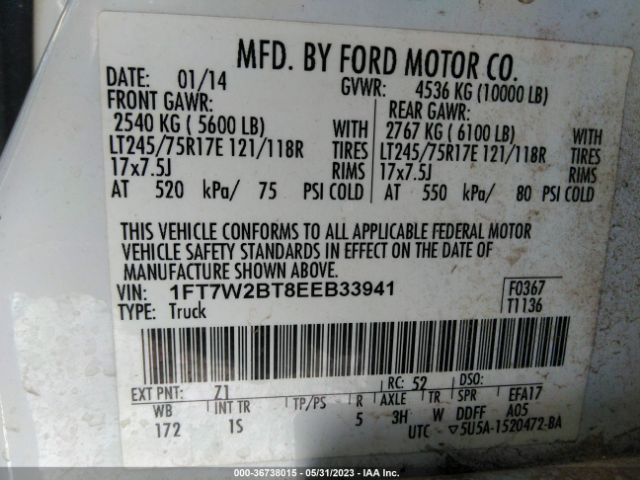 MFD. BY FORD MOTOR CO.
DATE: 01/14 GVWR: 4536 KG (10000 LB)
FRONT GAWR: REAR GAWR:
2540 KG ( 5600 LB) WITH 2767 KG ( 6100 LB) WITH
LT245/75R17E 121/118R TIRES LT245/75R17E 121/118R TIRES
17x7.5J RIMS 17x7.5J RIMS
AT 520 kPa/ 75 PSI COLD AT 550 kPa/ 80 PSI COLD
THIS VEHICLE CONFORMS TO ALL APPLICABLE FEDERAL MOTOR
VEHICLE SAFETY STANDARDS IN EFFECT ON THE DATE OF
MANUFACTURE SHOWN ABOVE.
VIN: 1FT7W2BT8EEB33941 F0367
TYPE: Truck T1136
EXT PNT: Z1 RC: 52 DSO:
WB INT TR TP/PS R AXLE TR SPR EFA17
172 1S 5 3H W DDFF A05
UTC ▽5U5A-1520472-BA
000-36738015 - 05/31/2023 - IAA Inc.